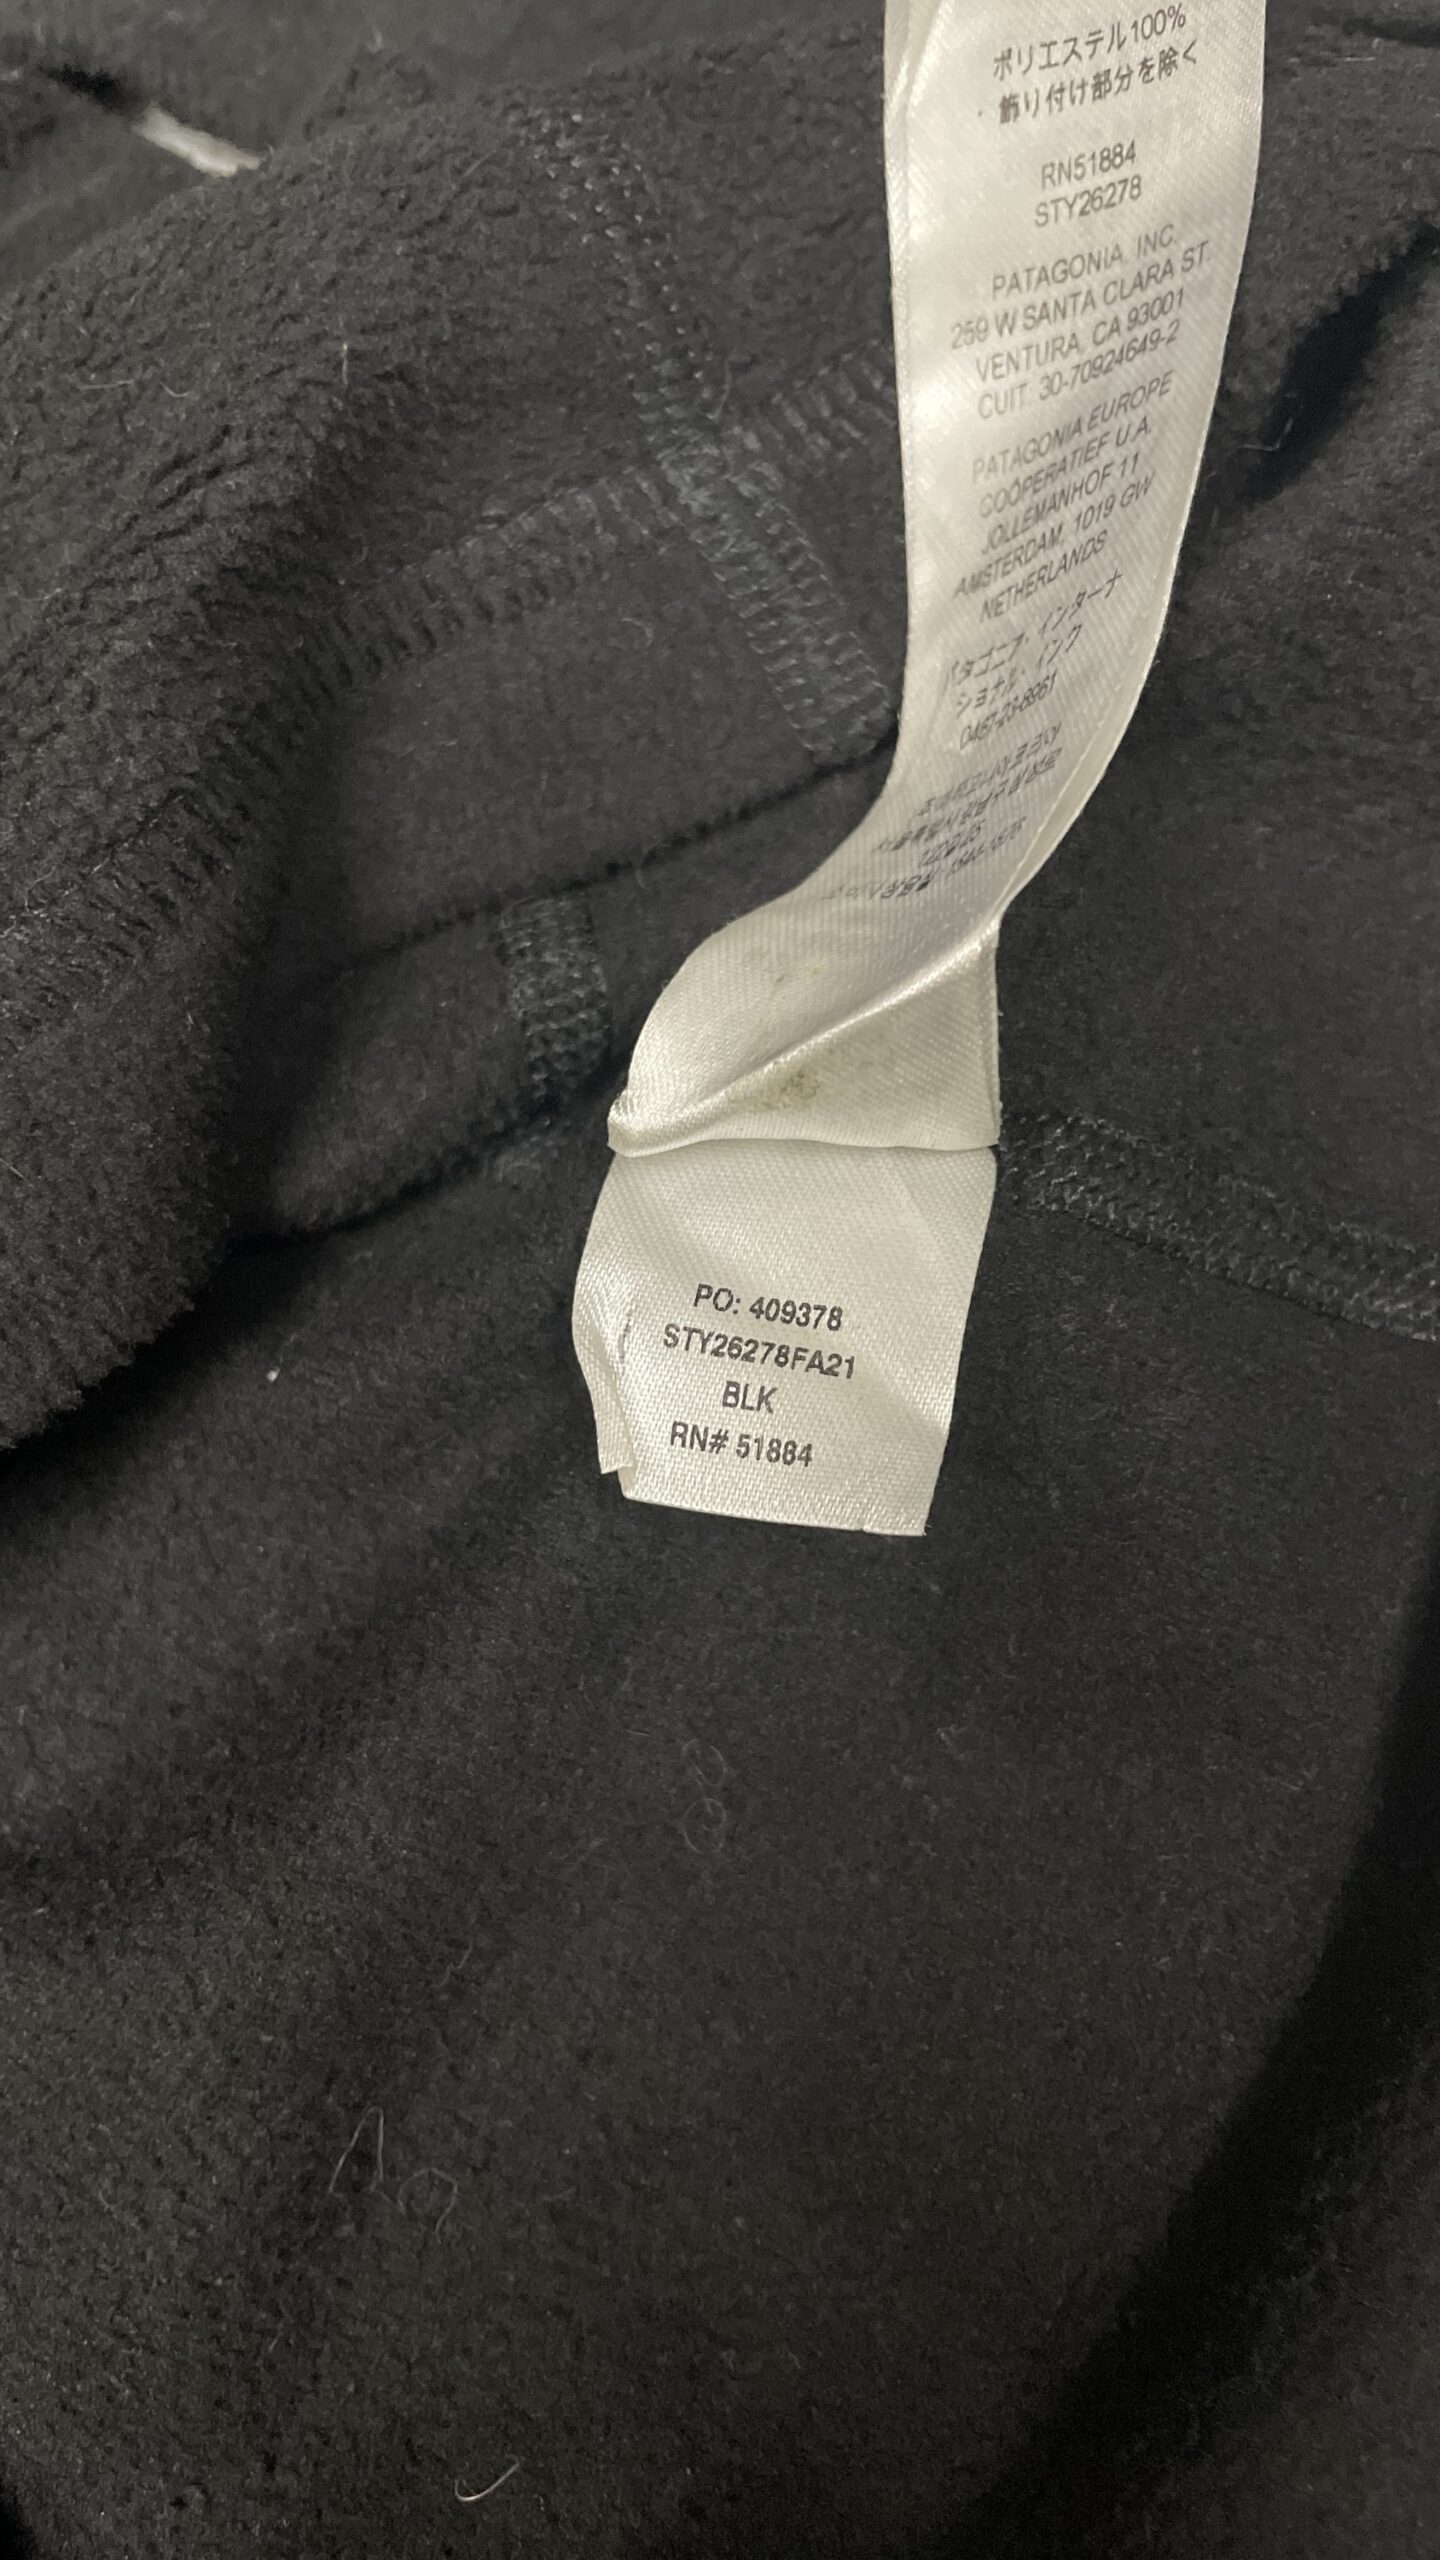 ポリエステル100%
飾り付け部分を除く
RN51884
STY26278
PATAGONIA, INC.
259 W SANTA CLARA ST.
VENTURA, CA 93001
CUIT. 30-70924649-2
PATAGONIA EUROPE
COÖPERATIEF U.A.
JOLLEMANHOF 11
AMSTERDAM, 1019 GW
NETHERLANDS
パタゴニア・インターナ
ショナル・インク
0467-23-8961
PO: 409378
STY26278FA21
BLK
RN# 51884